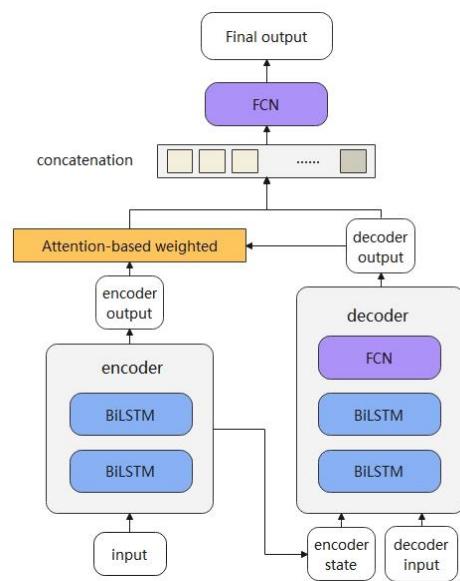 Final output
FCN
concatenation
......
Attention-based weighted
decoder
output
encoder
output
decoder
encoder
FCN
BiLSTM
BiLSTM
BiLSTM
BiLSTM
input
encoder
state
decoder
input